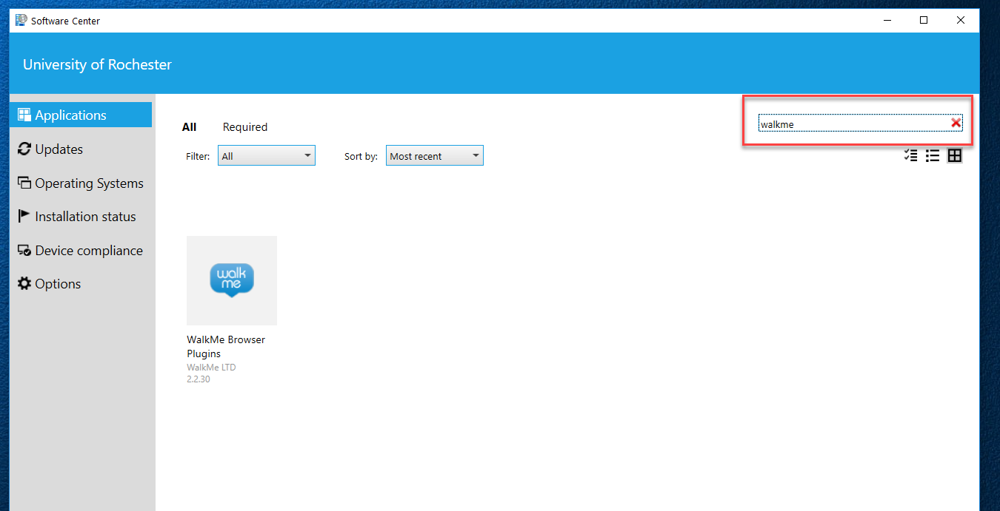 Software Center
University of Rochester
Applications
Updates
Operating Systems
Installation status
Device compliance
Options
All Required
walkme
Filter: All Sort by: Most recent
walk
me
WalkMe Browser
Plugins
WalkMe LTD
2.2.30